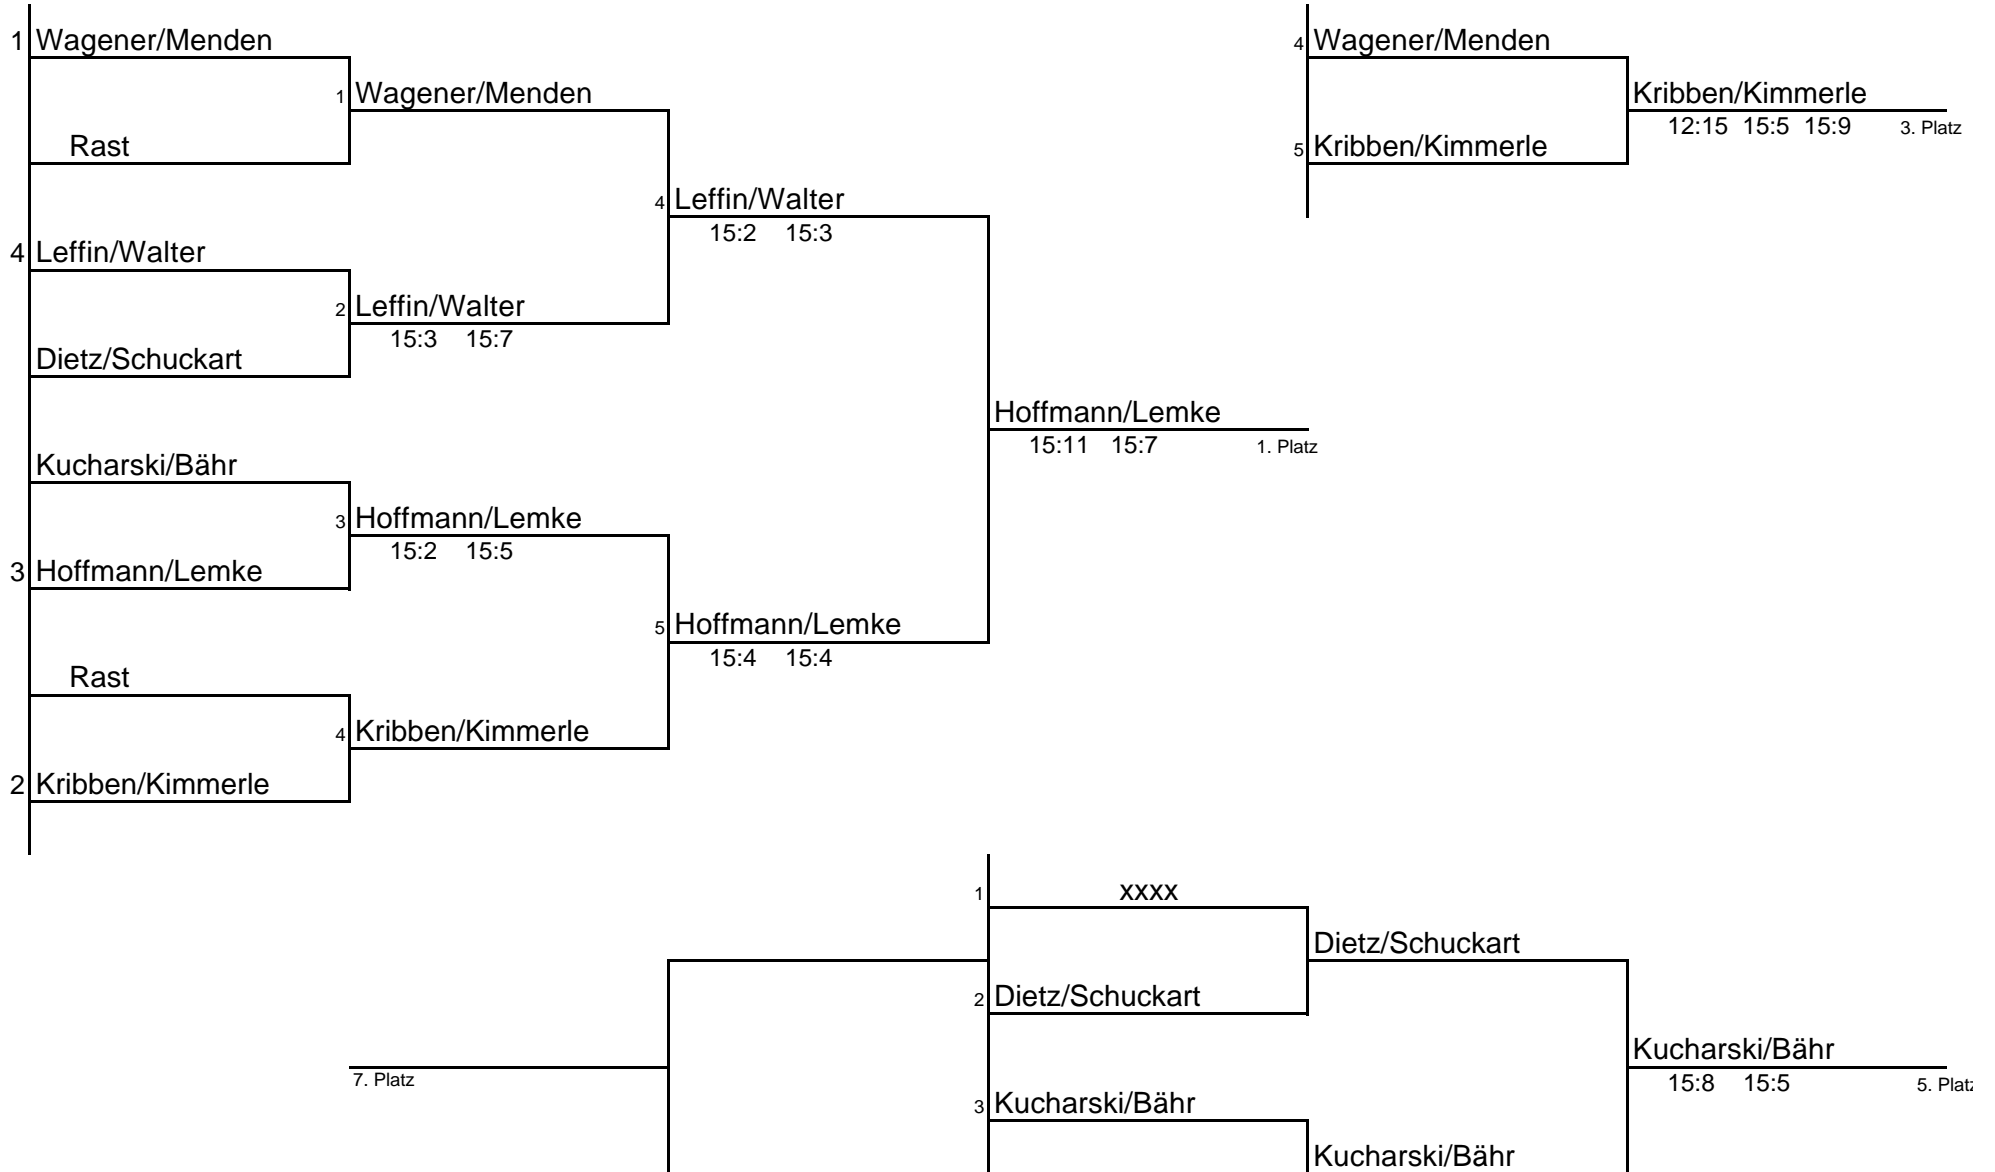 1 Wagener/Menden
1 Wagener/Menden
Rast
4 Leffin/Walter
15:2 15:3
4 Leffin/Walter
2 Leffin/Walter
15:3 15:7
Dietz/Schuckart
Hoffmann/Lemke
15:11 15:7 1. Platz
Kucharski/Bähr
3 Hoffmann/Lemke
15:2 15:5
3 Hoffmann/Lemke
5 Hoffmann/Lemke
15:4 15:4
Rast
4 Kribben/Kimmerle
2 Kribben/Kimmerle
4 Wagener/Menden
Kribben/Kimmerle
12:15 15:5 15:9 3. Platz
5 Kribben/Kimmerle
1 xxxx
Dietz/Schuckart
2 Dietz/Schuckart
Kucharski/Bähr
15:8 15:5 5. Platz
7. Platz
3 Kucharski/Bähr
Kucharski/Bähr